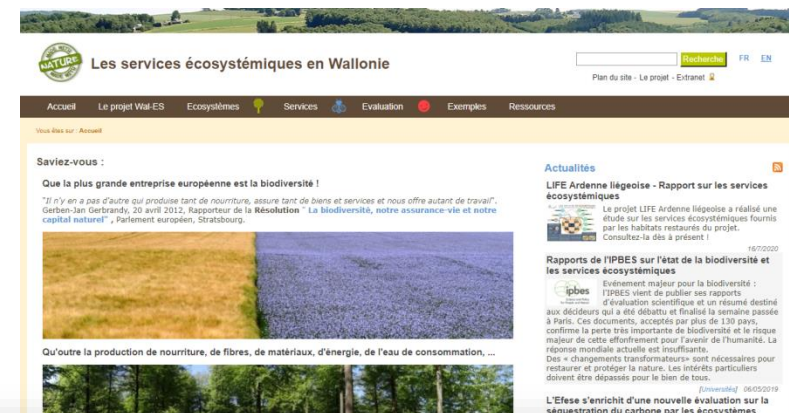 NATURE
Les services écosystémiques en Wallonie
Recherche FR EN
Plan du site - Le projet - Extranet
Accueil Le projet Wal-ES Ecosystèmes Services Evaluation Exemples Ressources
Vous êtes sur : Accueil
Saviez-vous :
Que la plus grande entreprise européenne est la biodiversité !
"Il n'y en a pas d'autre qui produise tant de nourriture, assure tant de biens et services et nous offre autant de travail".
Gerben-Jan Gerbrandy, 20 avril 2012, Rapporteur de la Résolution " La biodiversité, notre assurance-vie et notre
capital naturel" , Parlement européen, Stratsbourg.
Qu'outre la production de nourriture, de fibres, de matériaux, d'énergie, de l'eau de consommation, ...
Actualités
LIFE Ardenne liégeoise - Rapport sur les services
écosystémiques
Le projet LIFE Ardenne liégeoise a réalisé une
étude sur les services écosystémiques fournis
par les habitats restaurés du projet.
Consultez-la dès à présent !
16/7/2020
Rapports de l'IPBES sur l'état de la biodiversité et
les services écosystémiques
ipbes
Evénement majeur pour la biodiversité :
l'IPBES vient de publier ses rapports
d'évaluation scientifique et un résumé destiné
aux décideurs qui a été débattu et finalisé la semaine passée
à Paris. Ces documents, acceptés par plus de 130 pays,
confirme la perte très importante de biodiversité et le risque
majeur de cette effonfrement pour l'avenir de l'humanité. La
réponse mondiale actuelle est insuffisante.
Des « changements transformateurs» sont nécessaires pour
restaurer et protéger la nature. Les intérêts particuliers
doivent être dépassés pour le bien de tous.
[Universités] 06/05/2019
L'Efese s'enrichit d'une nouvelle évaluation sur la
séquestration du carbone par les écosystèmes